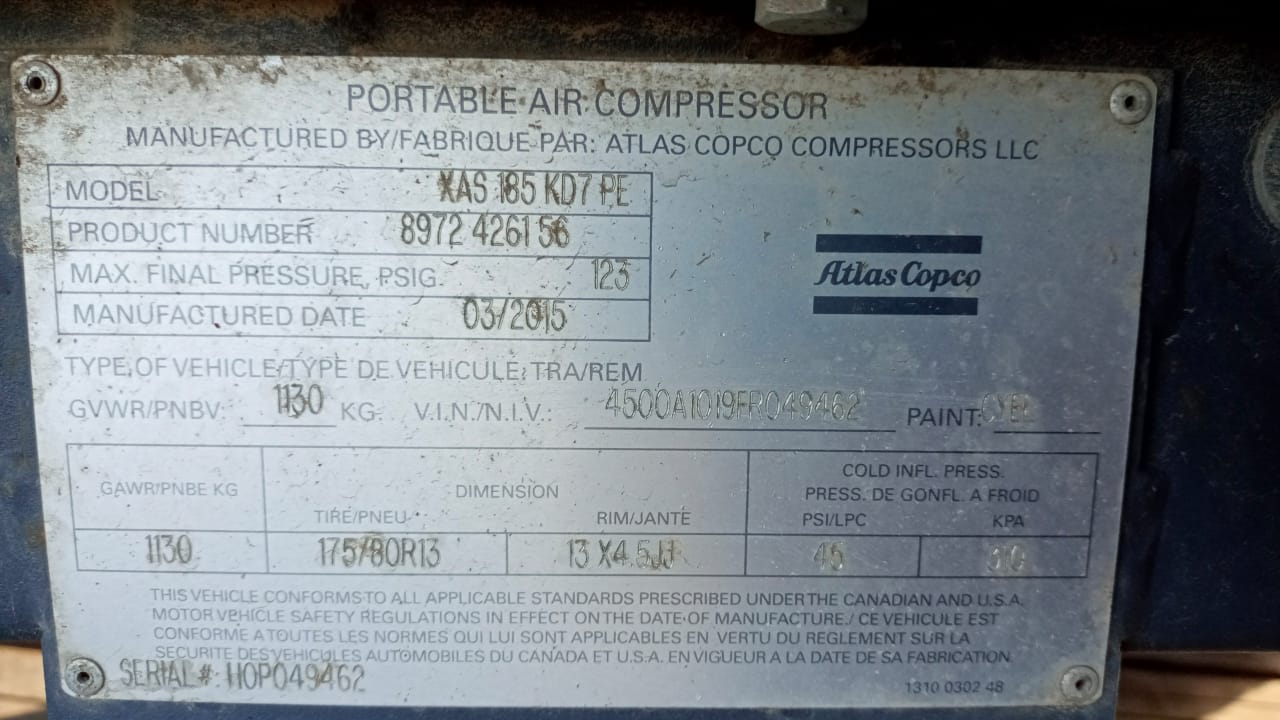 PORTABLE AIR COMPRESSOR
MANUFACTURED BY/FABRIQUE PAR: ATLAS COPCO COMPRESSORS LLC
MODEL XAS 185 KD7 PE
PRODUCT NUMBER 8972 4261 56
MAX. FINAL PRESSURE, PSIG. 123
MANUFACTURED DATE 03/2015
Atlas Copco
TYPE OF VEHICLE/TYPE DE VEHICULE: TRA/REM
GVWR/PNBV: 1130 KG. V.I.N./N.I.V.: 4500A1019FR049462 PAINT: CYEL
GAWR/PNBE KG DIMENSION COLD INFL. PRESS.
PRESS. DE GONFL. A FROID
TIRE/PNEU RIM/JANTE PSI/LPC KPA
1130 175/80R13 13 X4.5JJ 45 310
THIS VEHICLE CONFORMS TO ALL APPLICABLE STANDARDS PRESCRIBED UNDER THE CANADIAN AND U.S.A.
MOTOR VEHICLE SAFETY REGULATIONS IN EFFECT ON THE DATE OF MANUFACTURE./ CE VEHICULE EST
CONFORME A TOUTES LES NORMES QUI LUI SONT APPLICABLES EN VERTU DU REGLEMENT SUR LA
SECURITE DES VEHICULES AUTOMOBILES DU CANADA ET U.S.A. EN VIGUEUR A LA DATE DE SA FABRICATION
SERIAL #: HOP049462
1310 0302 48